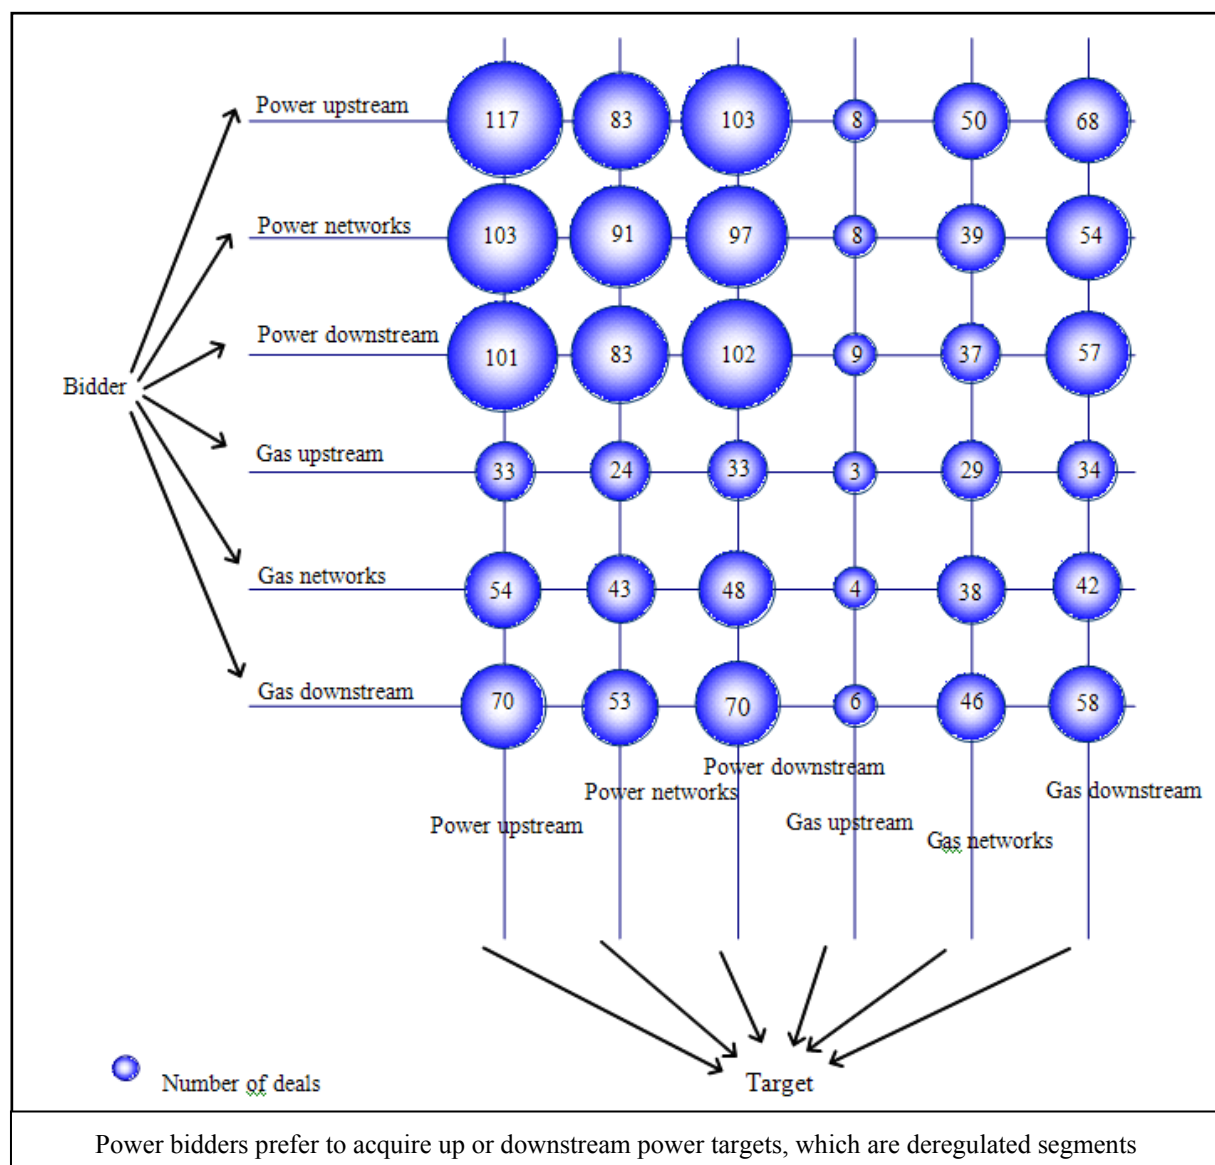 Power upstream
117 83 103 8 50 68
Power networks
103 91 97 8 39 54
Power downstream
101 83 102 9 37 57
Bidder
Gas upstream
33 24 33 3 29 34
Gas networks
54 43 48 4 38 42
Gas downstream
70 53 70 6 46 58
Power downstream
Power networks
Gas downstream
Power upstream
Gas upstream
Gas networks
Number of deals
Target
Power bidders prefer to acquire up or downstream power targets, which are deregulated segments